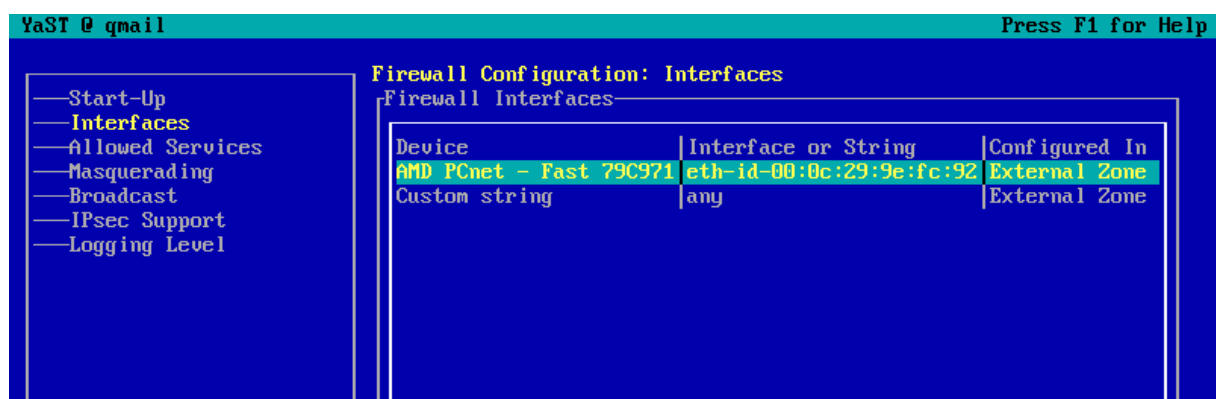 YaST @ qmail Press F1 for Help
Firewall Configuration: Interfaces
Start-Up
Interfaces
Allowed Services
Masquerading
Broadcast
IPsec Support
Logging Level
Firewall Interfaces
Device Interface or String Configured In
AMD PCnet - Fast 79C971 eth-id-00:0c:29:9e:fc:92 External Zone
Custom string any External Zone